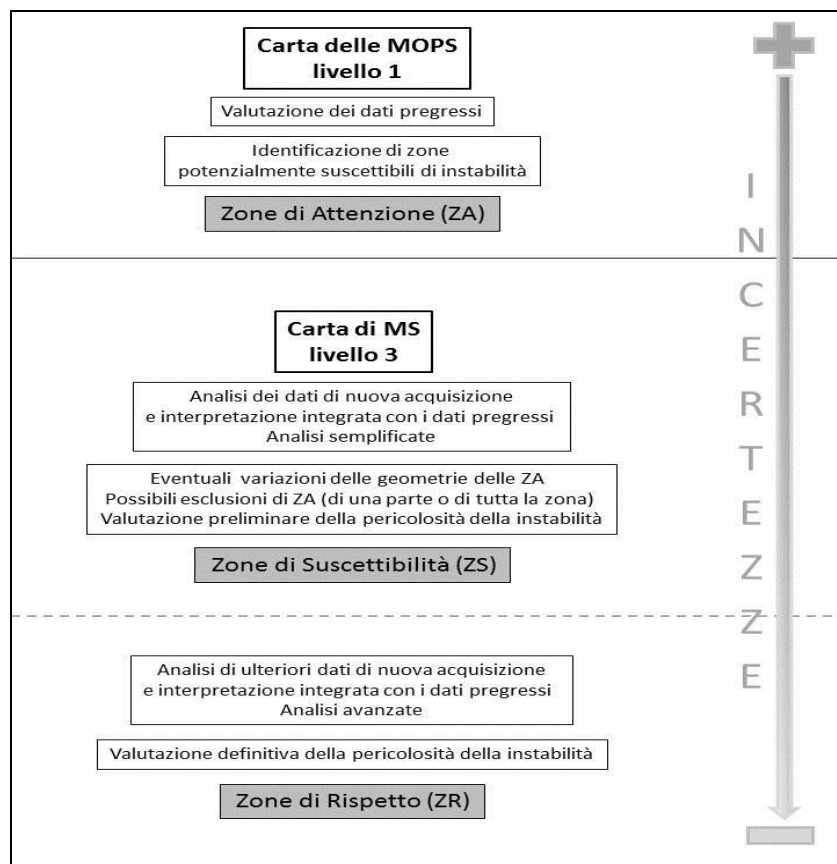 Carta delle MOPS
livello 1
Valutazione dei dati pregressi
Identificazione di zone
potenzialmente suscettibili di instabilità
Zone di Attenzione (ZA)
Carta di MS
livello 3
Analisi dei dati di nuova acquisizione
e interpretazione integrata con i dati pregressi
Analisi semplificate
Eventuali variazioni delle geometrie delle ZA
Possibili esclusioni di ZA (di una parte o di tutta la zona)
Valutazione preliminare della pericolosità della instabilità
Zone di Suscettibilità (ZS)
Analisi di ulteriori dati di nuova acquisizione
e interpretazione integrata con i dati pregressi
Analisi avanzate
Valutazione definitiva della pericolosità della instabilità
Zone di Rispetto (ZR)
INCERTEZZE